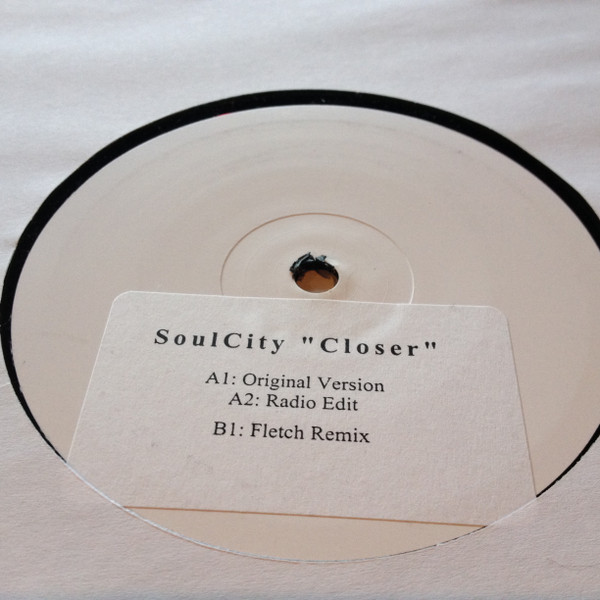 SoulCity "Closer"
A1: Original Version
A2: Radio Edit
B1: Fletch Remix